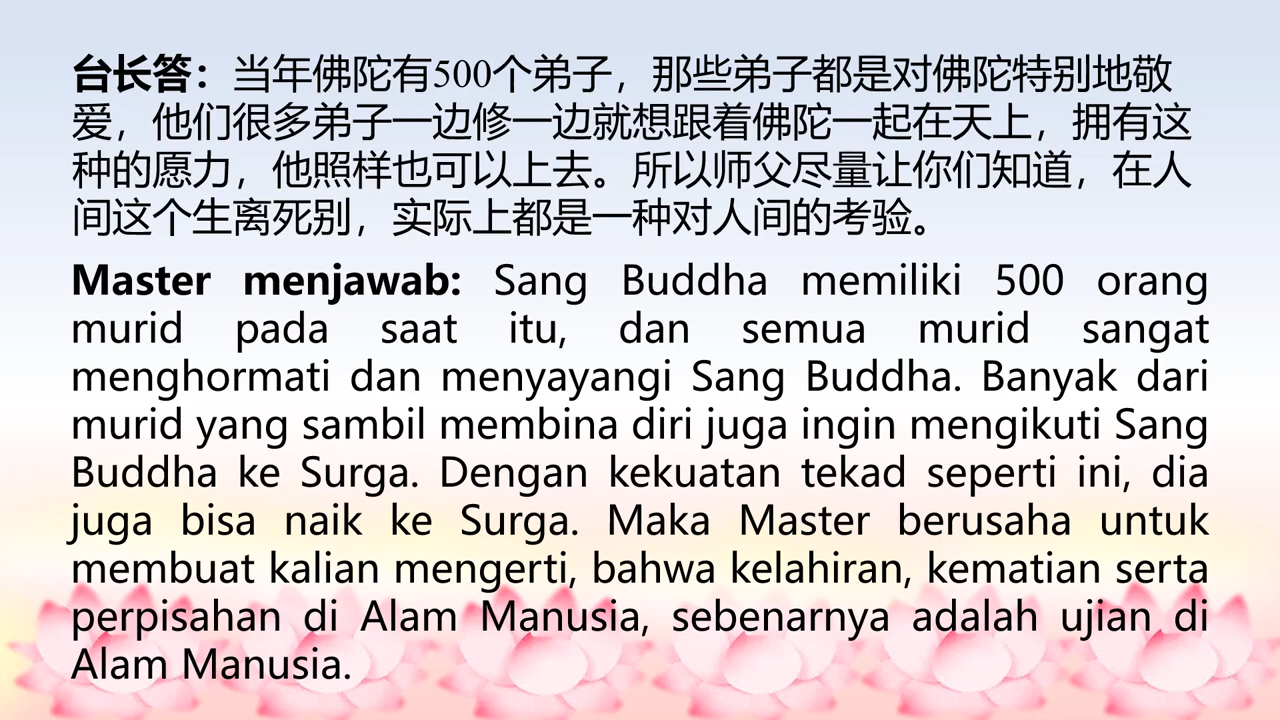 台长答：当年佛陀有500个弟子，那些弟子都是对佛陀特别地敬
爱，他们很多弟子一边修一边就想跟着佛陀一起在天上，拥有这
种的愿力，他照样也可以上去。所以师父尽量让你们知道，在人
间这个生离死别，实际上都是一种对人间的考验。
Master menjawab: Sang Buddha memiliki 500 orang
murid pada saat itu, dan semua murid sangat
menghormati dan menyayangi Sang Buddha. Banyak dari
murid yang sambil membina diri juga ingin mengikuti Sang
Buddha ke Surga. Dengan kekuatan tekad seperti ini, dia
juga bisa naik ke Surga. Maka Master berusaha untuk
membuat kalian mengerti, bahwa kelahiran, kematian serta
perpisahan di Alam Manusia, sebenarnya adalah ujian di
Alam Manusia.